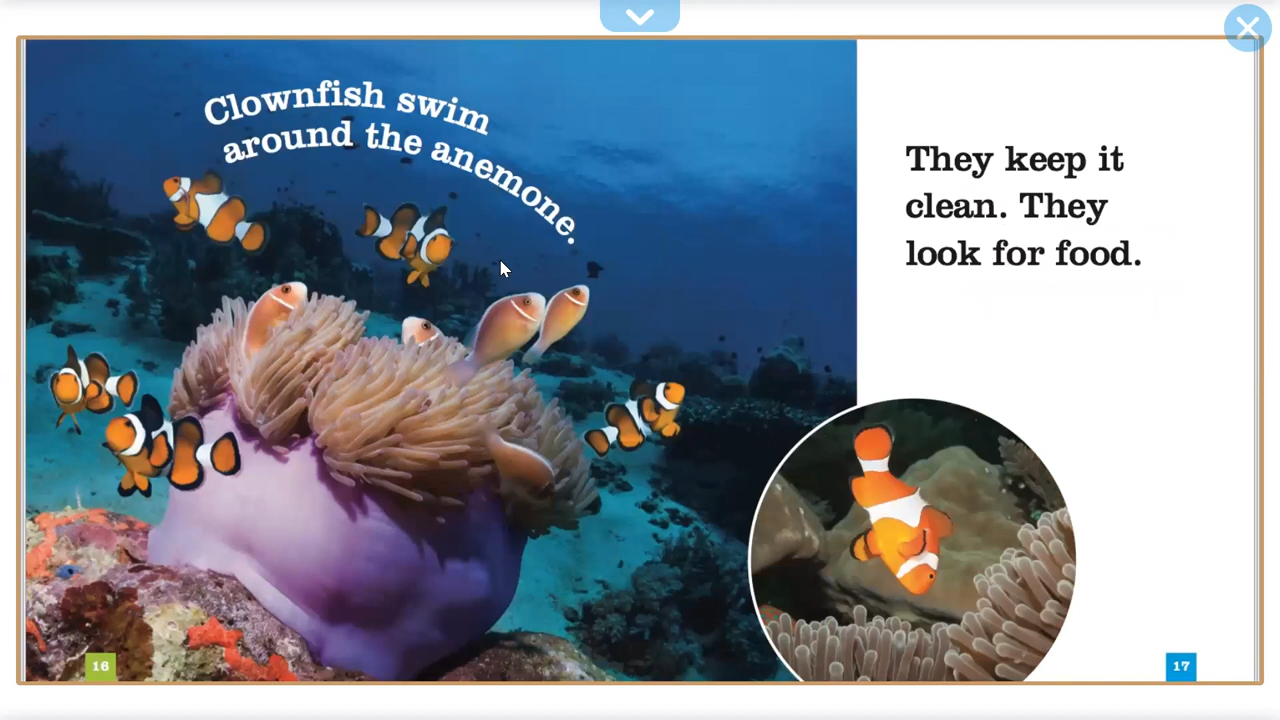 Clownfish swim
around the anemone.
They keep it
clean. They
look for food.
16
17